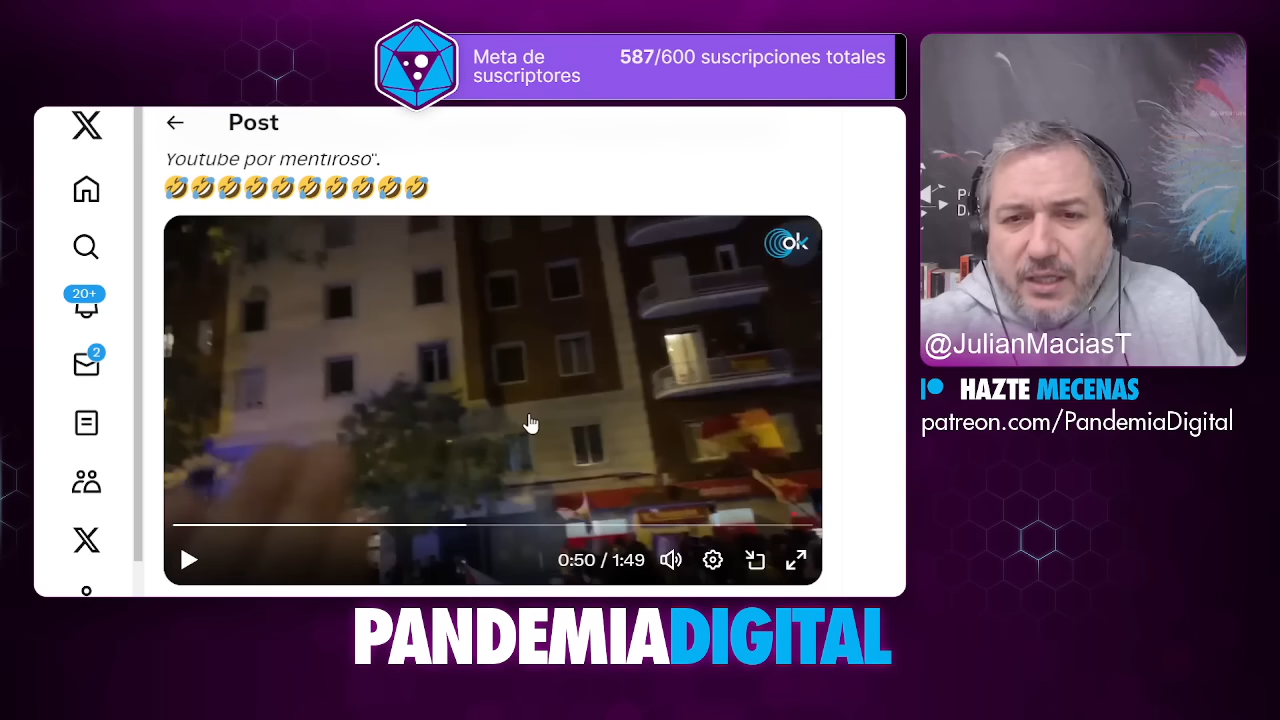 Meta de
suscriptores
587/600 suscripciones totales
Post
Youtube por mentiroso".
20+
2
ok
0:50 / 1:49
@JulianMaciasT
HAZTE MECENAS
patreon.com/PandemiaDigital
PANDEMIADIGITAL